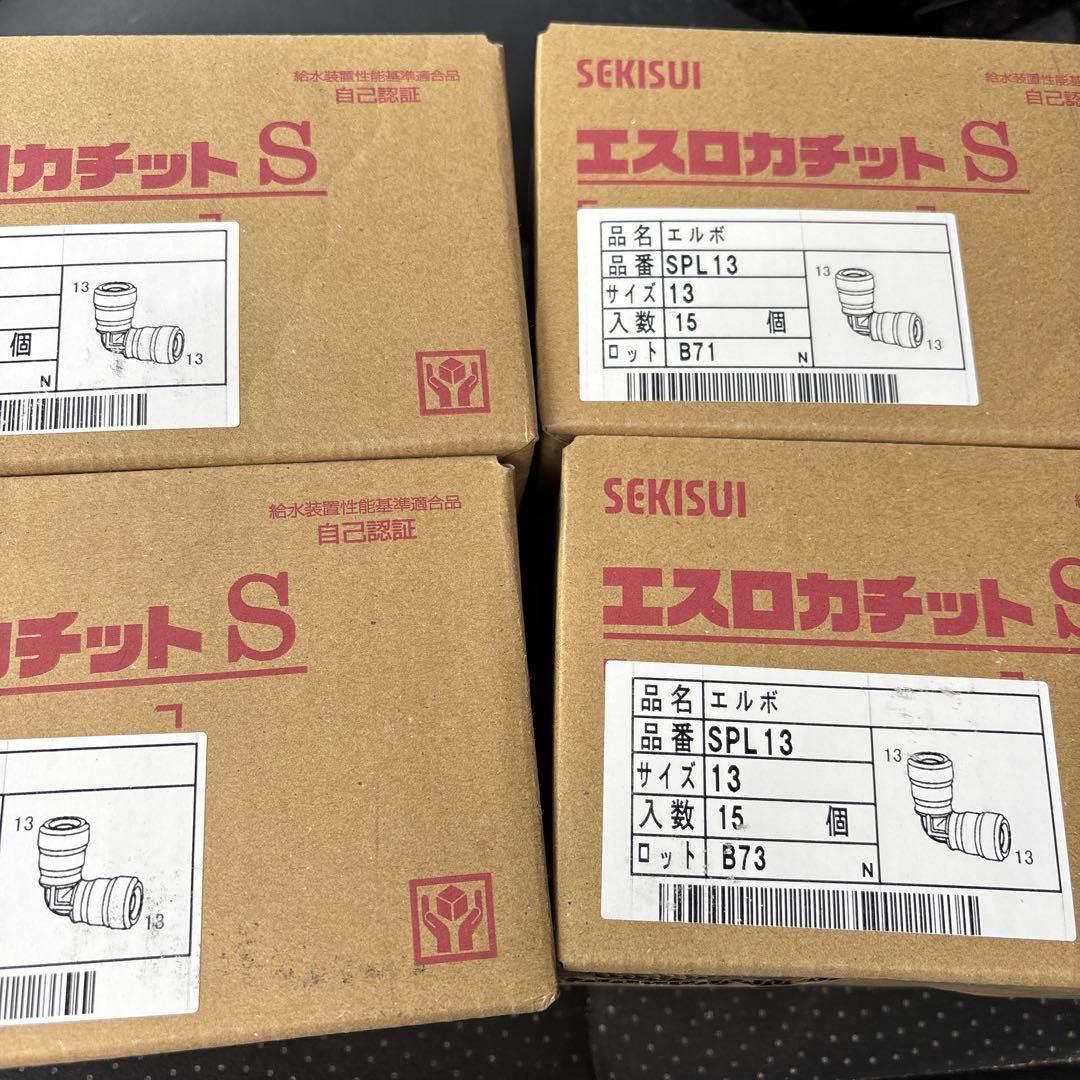 給水装置性能基準適合品
自己認証
ロカチット S
個
N
13
13
SEKISUI
給水装置性能基
自己認証
エスロカチット S
品名 エルボ
品番 SPL13
サイズ 13
入数 15 個
ロット B71 N
13
13
給水装置性能基準適合品
自己認証
カチット S
13
13
SEKISUI
エスロカチット S
品名 エルボ
品番 SPL13
サイズ 13
入数 15 個
ロット B73 N
13
13